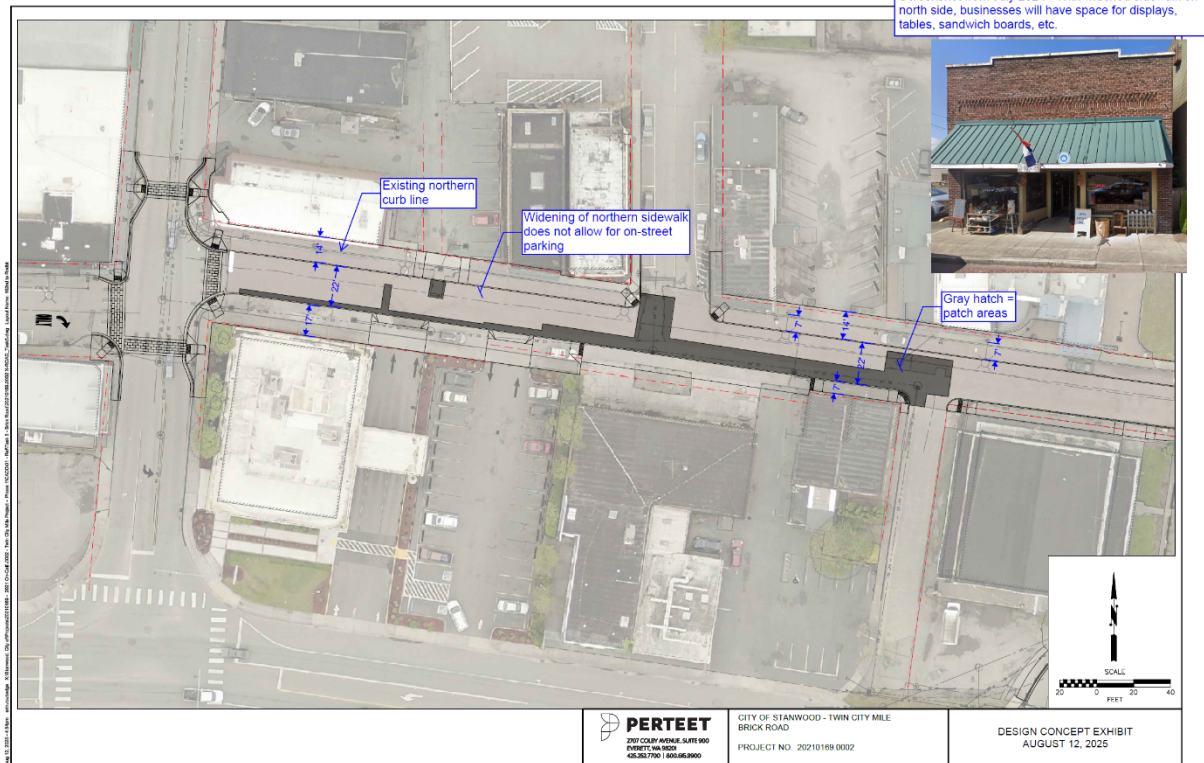 north side, businesses will have space for displays,
tables, sandwich boards, etc.
Existing northern
curb line
Widening of northern sidewalk
does not allow for on-street
parking
Gray hatch =
patch areas
14'
22'
17'
7'
14'
22'
7'
7'
N
SCALE
20 0 20 40
FEET
PERTEET
2707 COLBY AVENUE, SUITE 900
EVERETT, WA 98201
425.252.7700 | 800.615.9900
CITY OF STANWOOD - TWIN CITY MILE
BRICK ROAD
PROJECT NO. 20210169.0002
DESIGN CONCEPT EXHIBIT
AUGUST 12, 2025